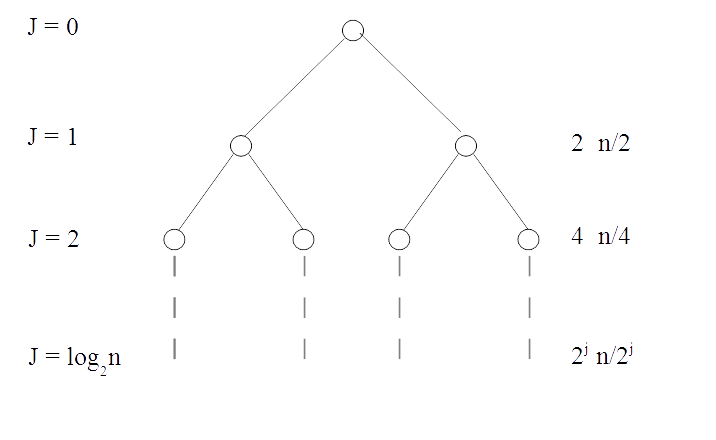 J = 0
J = 1
2 n/2
J = 2
4 n/4
J = log₂n
2ʲ n/2ʲ